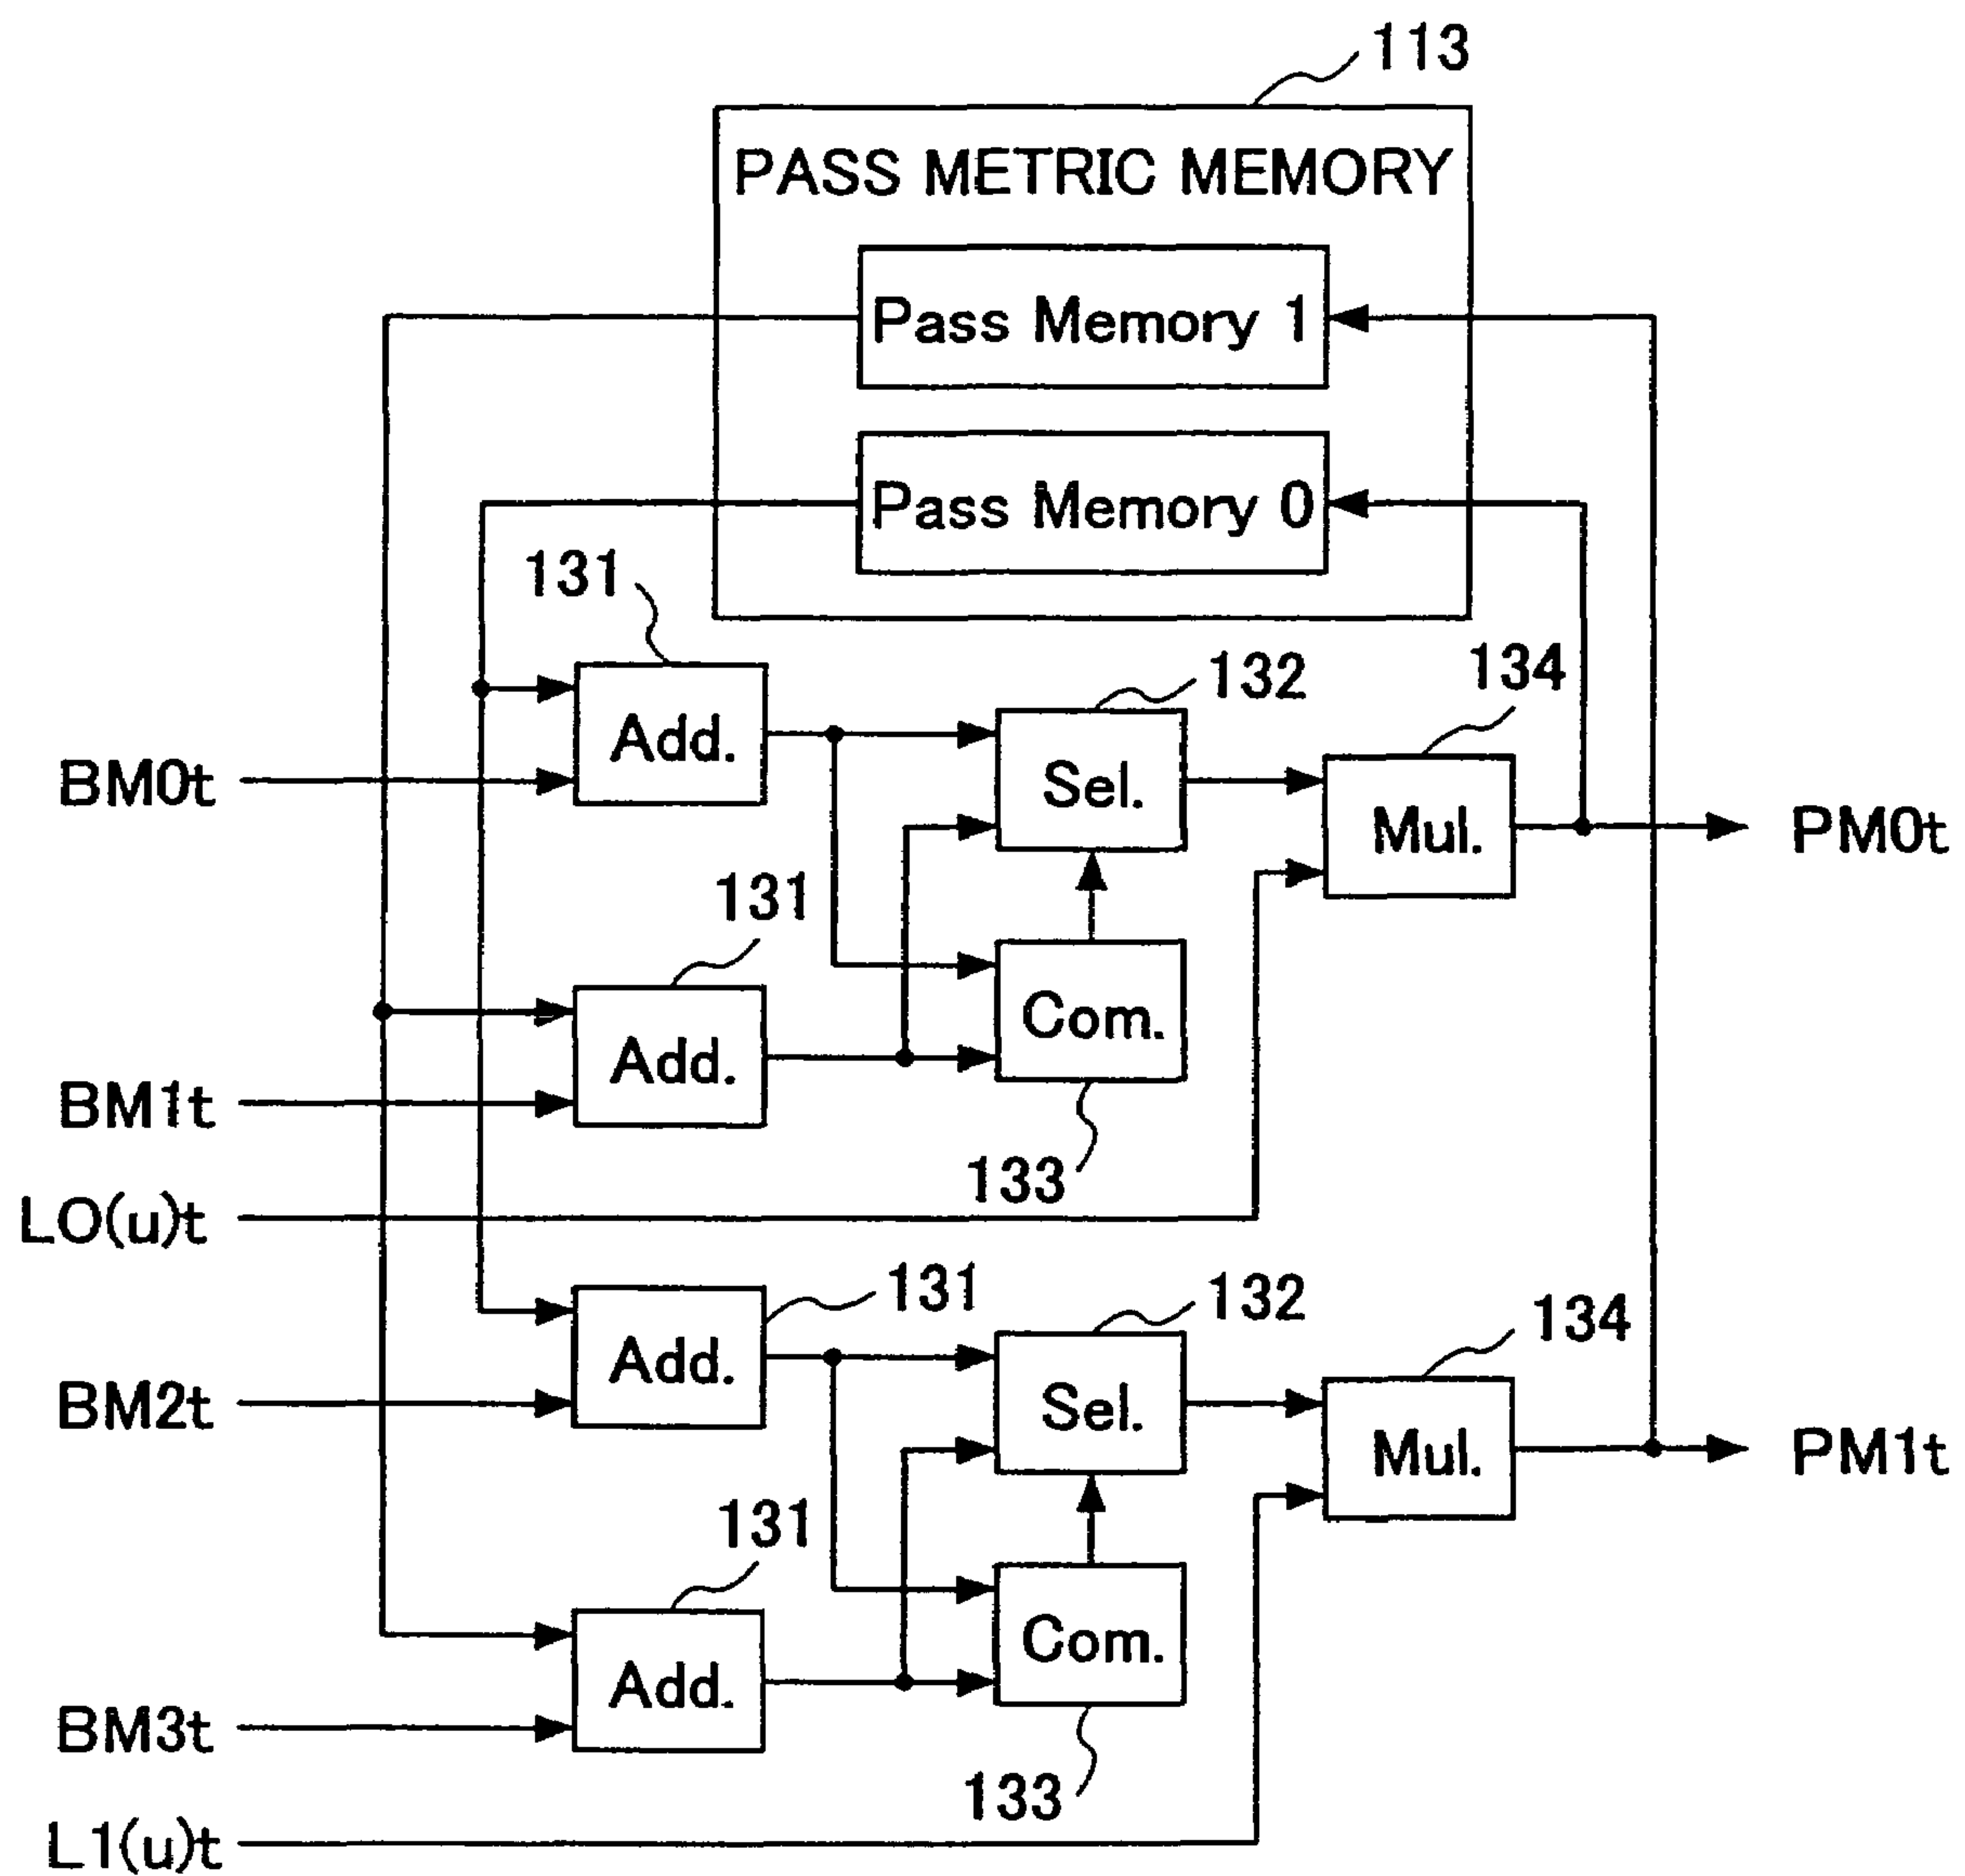 113
PASS METRIC MEMORY
Pass Memory 1
Pass Memory 0
131
Add.
132
134
Sel.
BM0t
Mul.
PM0t
131
Com.
Add.
BM1t
133
LO(u)t
131
132
134
Add.
Sel.
BM2t
Mul.
PM1t
131
Com.
Add.
BM3t
133
L1(u)t